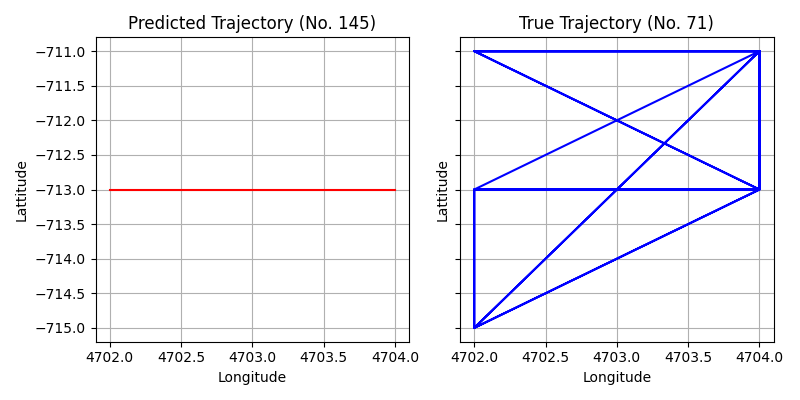 Predicted Trajectory (No. 145)
−711.0
−711.5
−712.0
−712.5
−713.0
−713.5
−714.0
−714.5
−715.0
Lattitude
4702.0 4702.5 4703.0 4703.5 4704.0
Longitude
True Trajectory (No. 71)
Lattitude
4702.0 4702.5 4703.0 4703.5 4704.0
Longitude